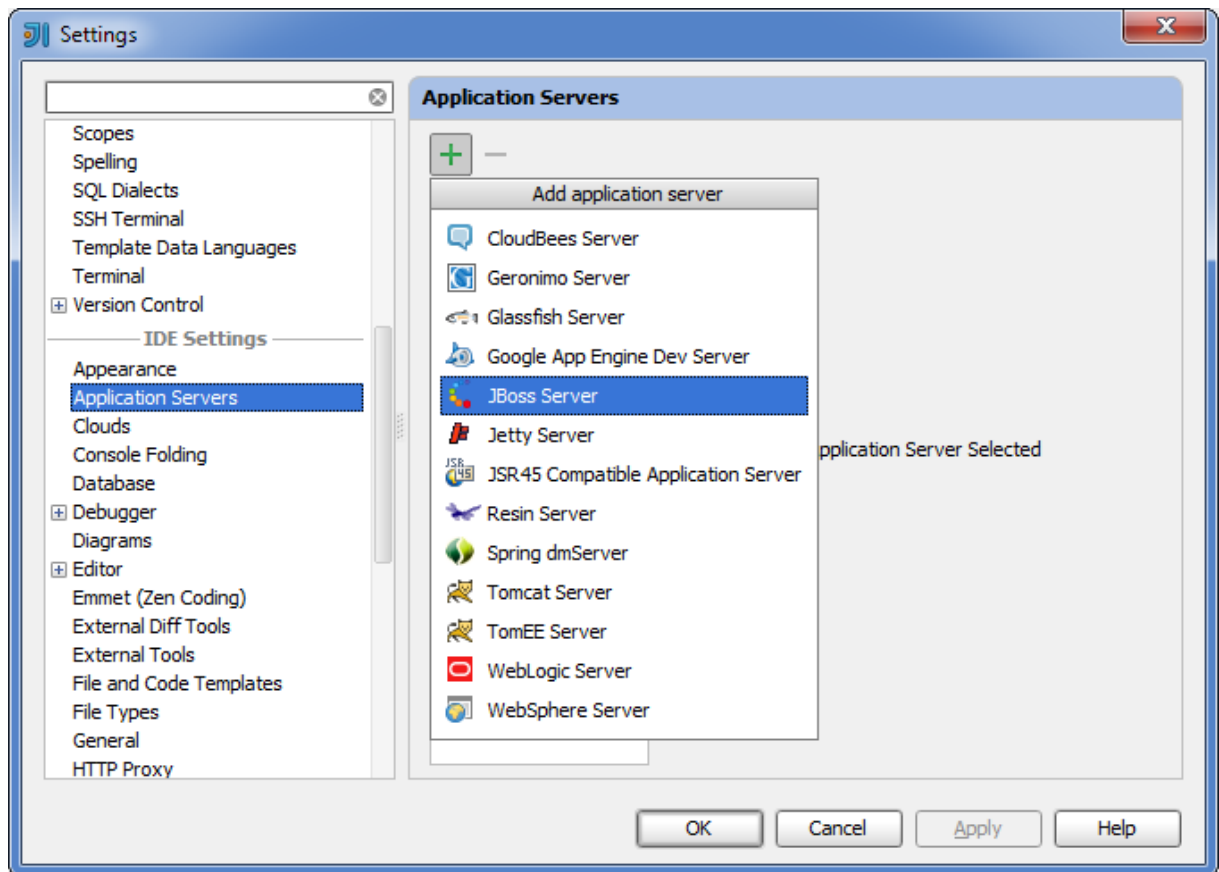 Settings
Scopes
Spelling
SQL Dialects
SSH Terminal
Template Data Languages
Terminal
Version Control
IDE Settings
Appearance
Application Servers
Clouds
Console Folding
Database
Debugger
Diagrams
Editor
Emmet (Zen Coding)
External Diff Tools
External Tools
File and Code Templates
File Types
General
HTTP Proxy
Application Servers
Add application server
CloudBees Server
Geronimo Server
Glassfish Server
Google App Engine Dev Server
JBoss Server
Jetty Server
JSR45 Compatible Application Server
Resin Server
Spring dmServer
Tomcat Server
TomEE Server
WebLogic Server
WebSphere Server
pplication Server Selected
OK
Cancel
Apply
Help